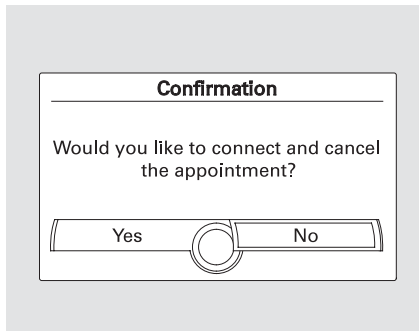 Confirmation
Would you like to connect and cancel
the appointment?
Yes
No